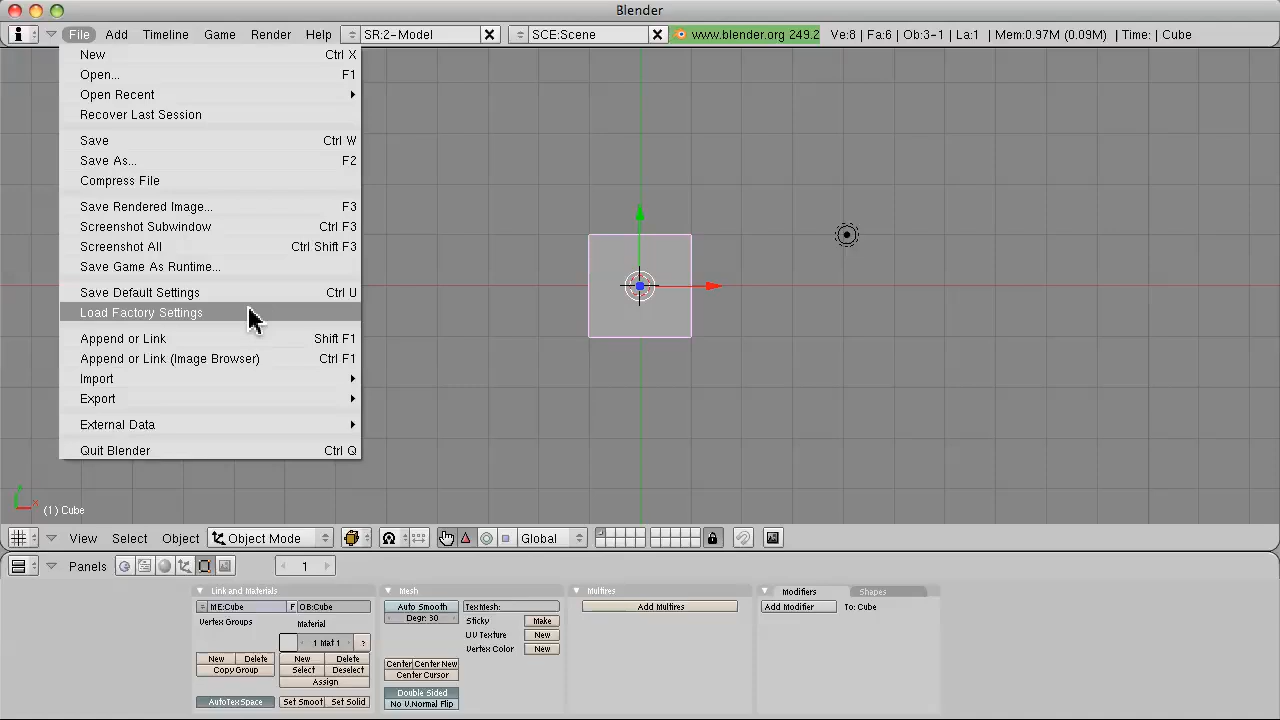 Blender
File Add Timeline Game Render Help SR:2-Model SCE:Scene www.blender.org 249.2 Ve:8 | Fa:6 | Ob:3-1 | La:1 | Mem:0.97M (0.09M) | Time: | Cube
New Ctrl X
Open... F1
Open Recent
Recover Last Session
Save Ctrl W
Save As... F2
Compress File
Save Rendered Image... F3
Screenshot Subwindow Ctrl F3
Screenshot All Ctrl Shift F3
Save Game As Runtime...
Save Default Settings Ctrl U
Load Factory Settings
Append or Link Shift F1
Append or Link (Image Browser) Ctrl F1
Import
Export
External Data
Quit Blender Ctrl Q
(1) Cube
View Select Object Object Mode Global
Panels 1
Link and Materials Mesh Multires Modifiers Shapes
ME:Cube F OB:Cube Auto Smooth TexMesh: Add Multires Add Modifier To: Cube
Degr: 30
Vertex Groups Material Sticky Make
1 Mat 1 ? UV Texture New
Vertex Color New
New Delete New Delete Center Center New
Copy Group Select Deselect Center Cursor
Assign
Double Sided
AutoTexSpace Set Smoot Set Solid No V.Normal Flip